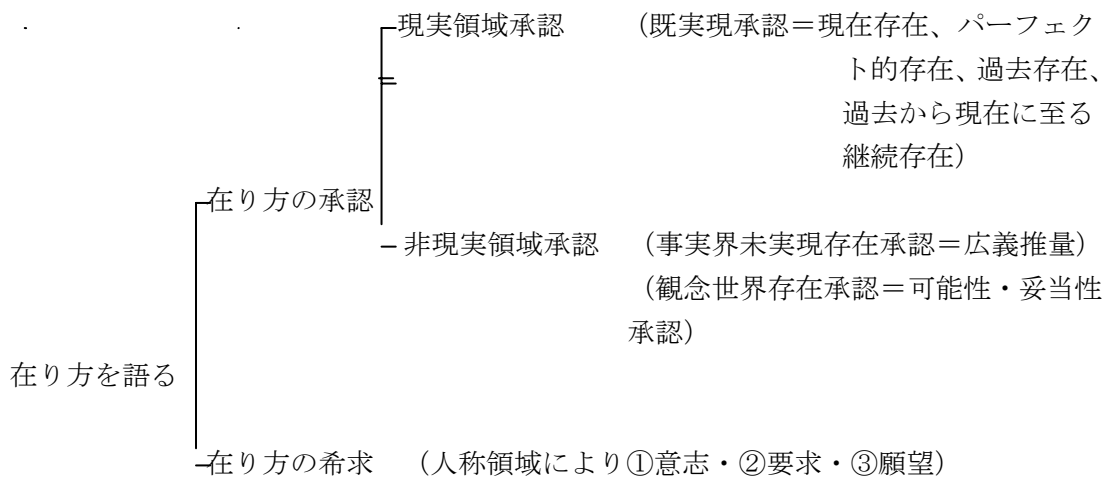 現実領域承認 （既実現承認＝現在存在、パーフェク
ト的存在、過去存在、
過去から現在に至る
継続存在）
在り方の承認
非現実領域承認 （事実界未実現存在承認＝広義推量）
（観念世界存在承認＝可能性・妥当性
承認）
在り方を語る
在り方の希求 （人称領域により①意志・②要求・③願望）